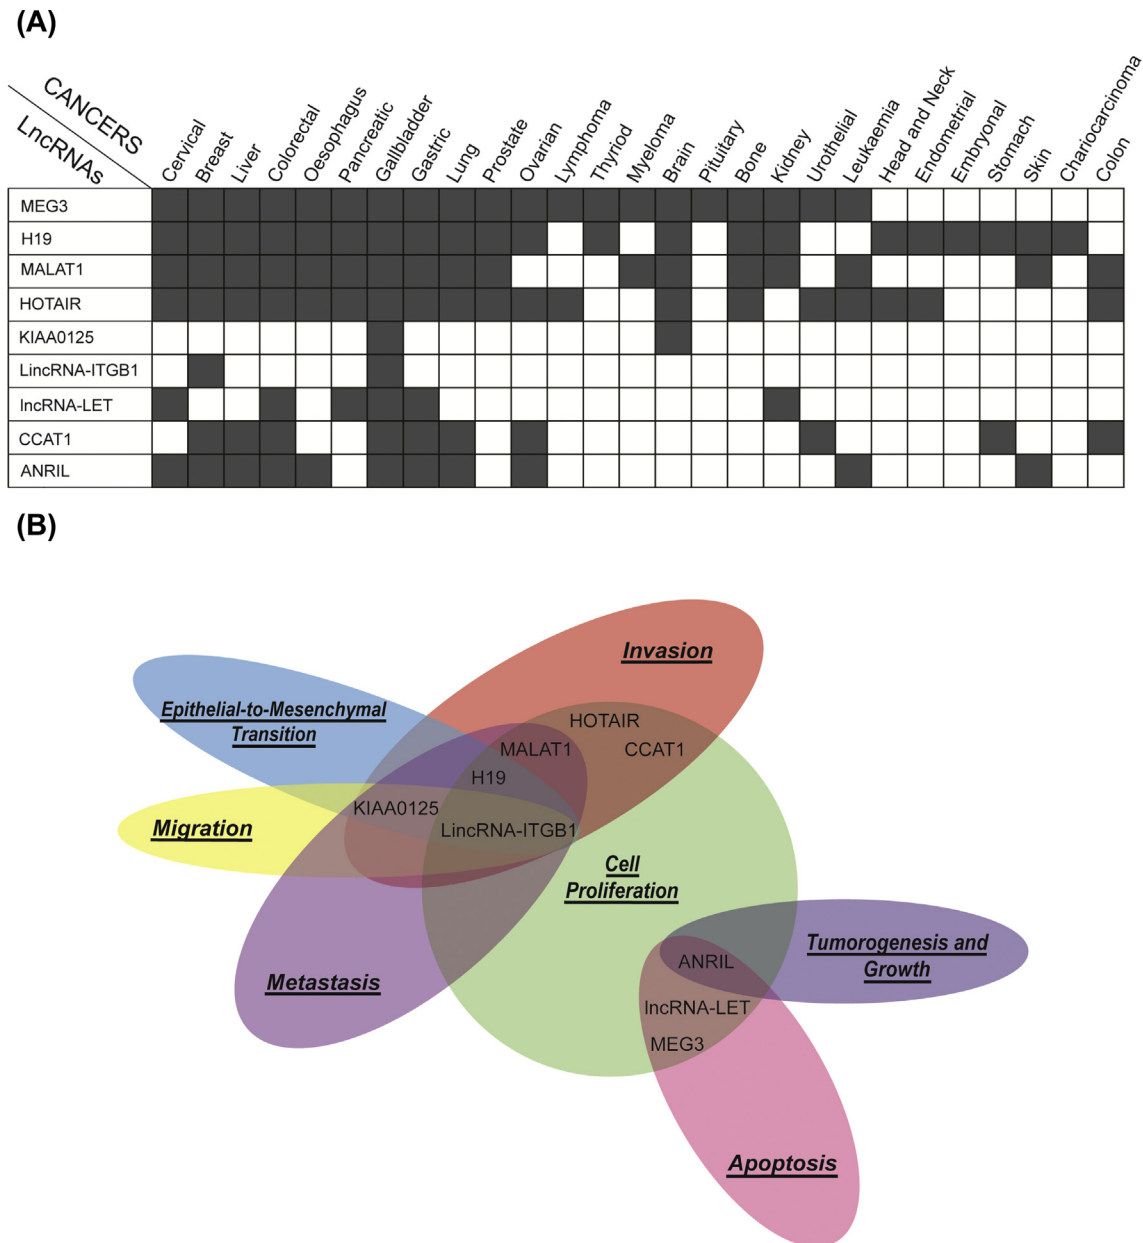 (A)
CANCERS
LncRNAs
Cervical
Breast
Liver
Colorectal
Oesophagus
Pancreatic
Gallbladder
Gastric
Lung
Prostate
Ovarian
Lymphoma
Thyriod
Myeloma
Brain
Pituitary
Bone
Kidney
Urothelial
Leukaemia
Head and Neck
Endometrial
Embryonal
Stomach
Skin
Chariocarcinoma
Colon
MEG3
H19
MALAT1
HOTAIR
KIAA0125
LincRNA-ITGB1
lncRNA-LET
CCAT1
ANRIL
(B)
Invasion
Epithelial-to-Mesenchymal
Transition
HOTAIR
MALAT1
CCAT1
H19
KIAA0125
Migration
LincRNA-ITGB1
Cell
Proliferation
Metastasis
Tumorogenesis and
Growth
ANRIL
lncRNA-LET
MEG3
Apoptosis